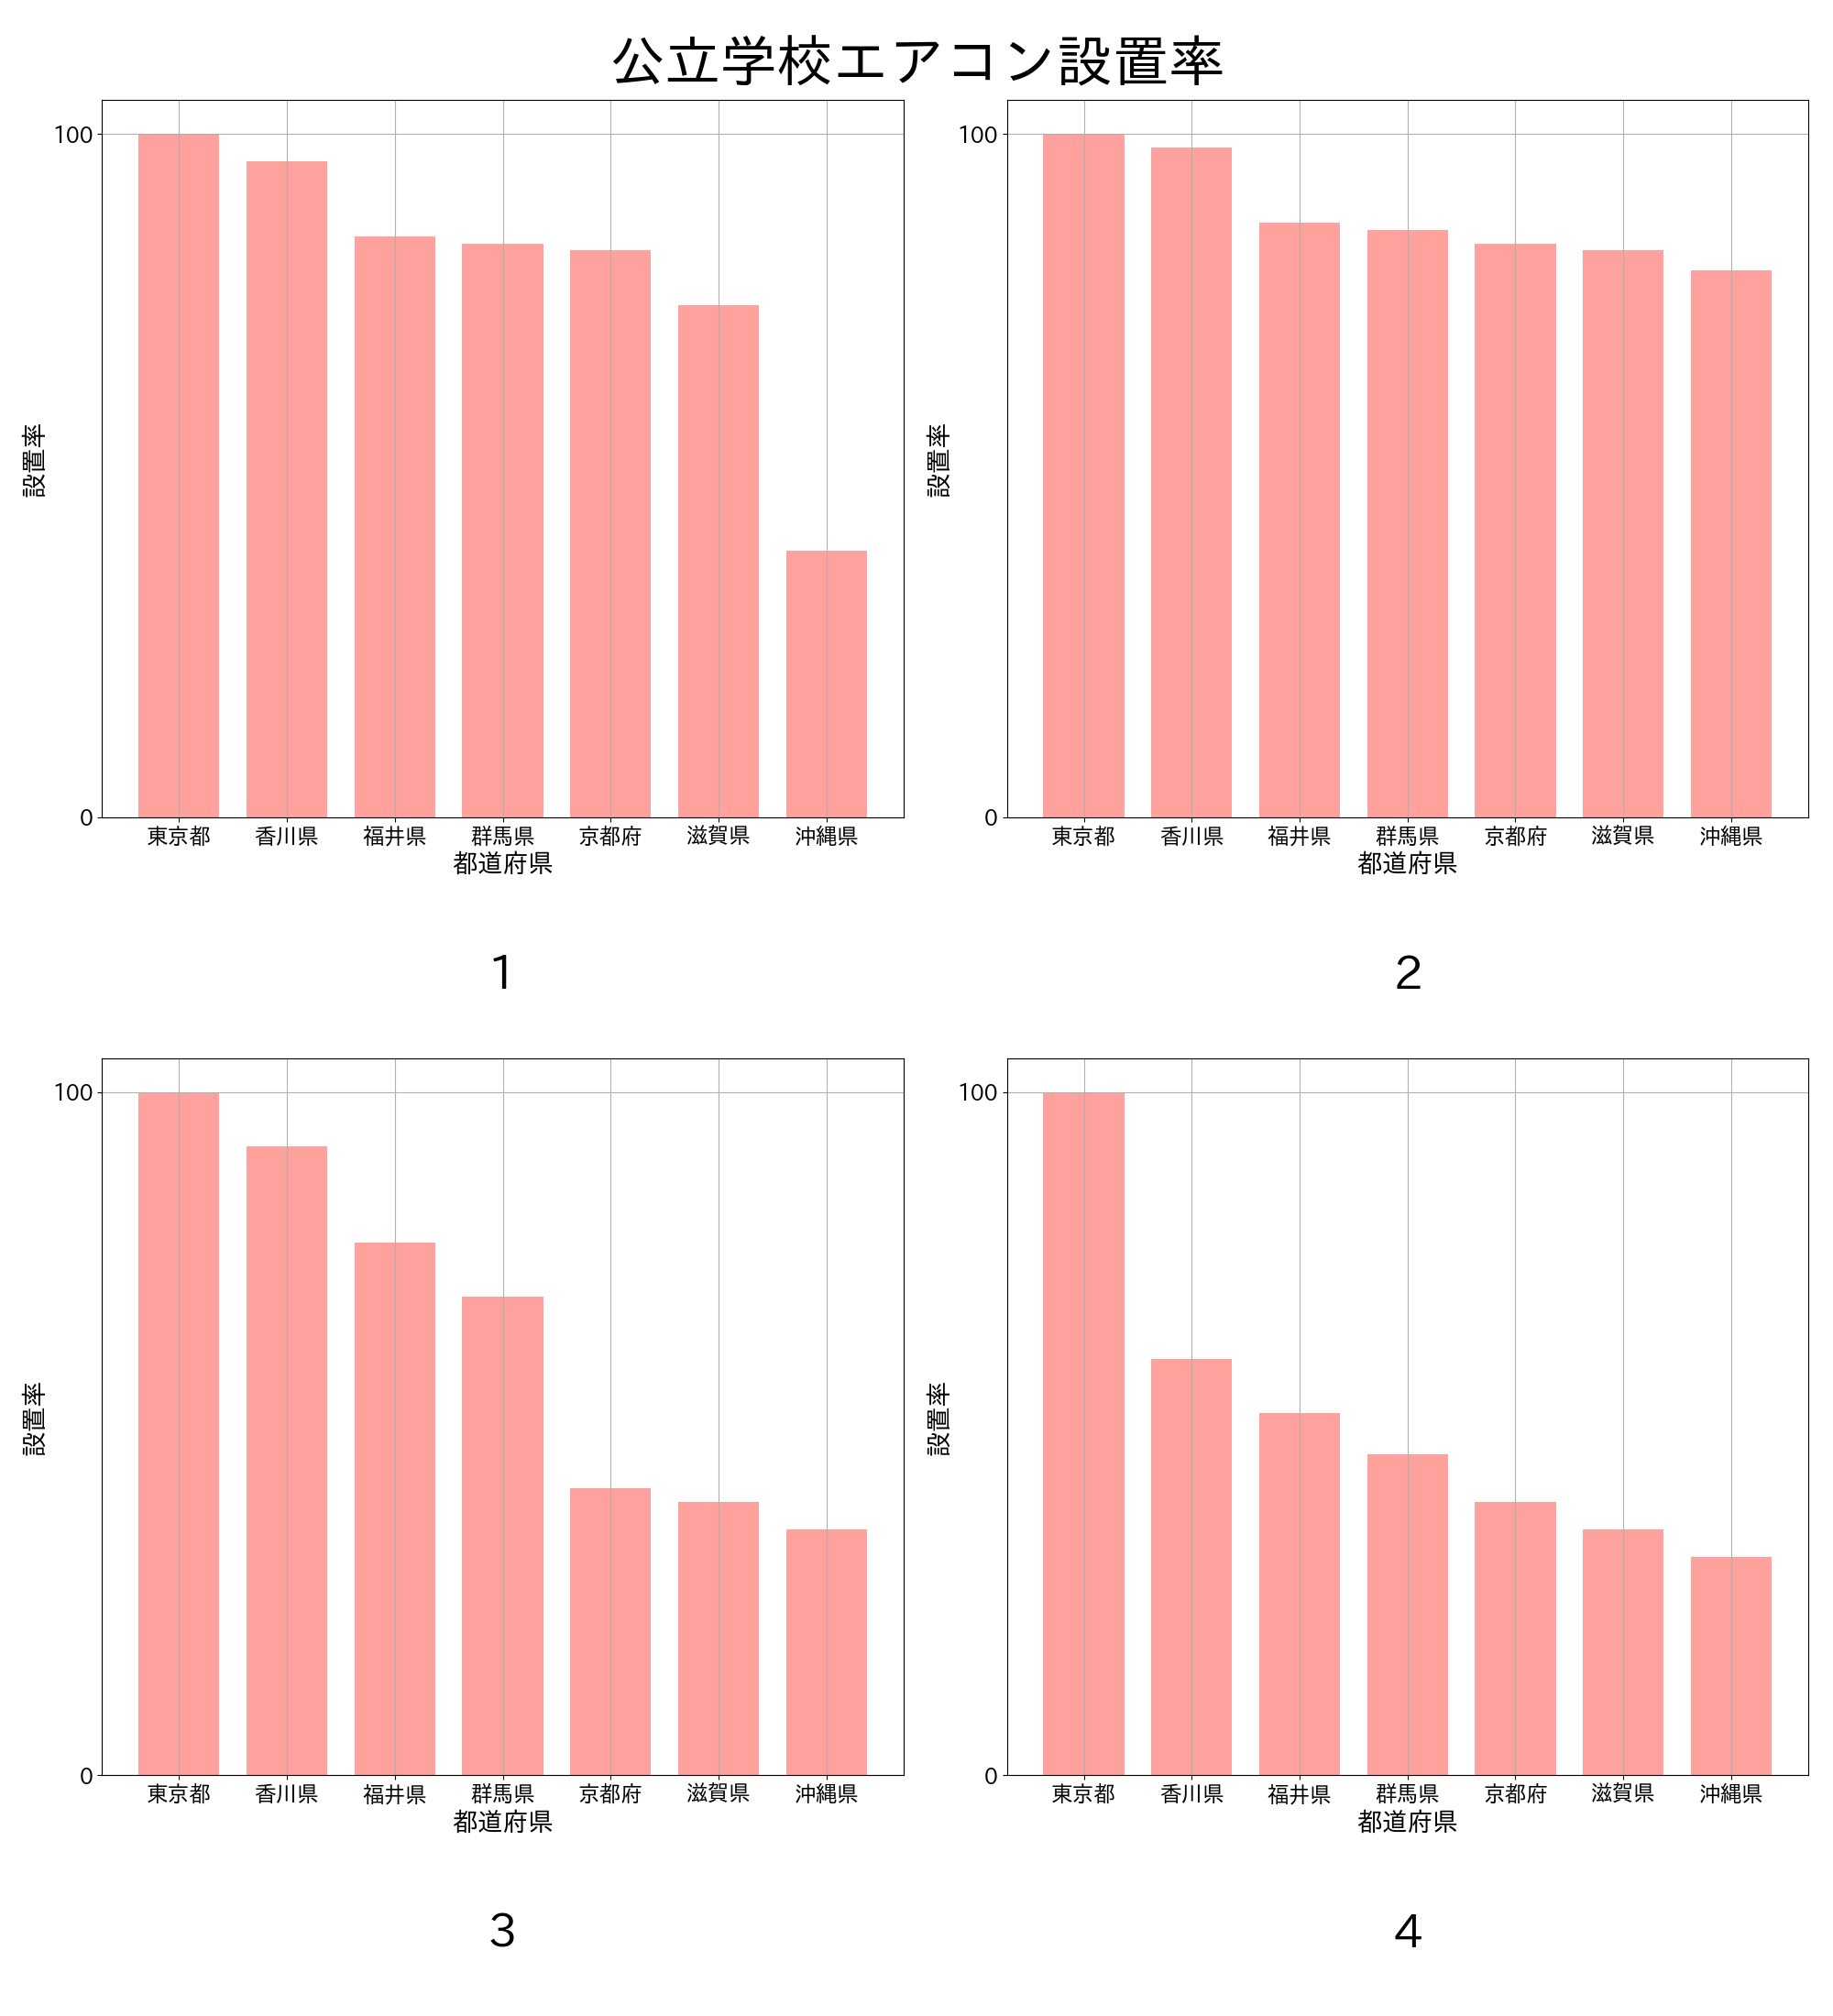 公立学校エアコン設置率
100
0
設置率
東京都 香川県 福井県 群馬県 京都府 滋賀県 沖縄県
都道府県
1
100
0
設置率
東京都 香川県 福井県 群馬県 京都府 滋賀県 沖縄県
都道府県
2
100
0
設置率
東京都 香川県 福井県 群馬県 京都府 滋賀県 沖縄県
都道府県
3
100
0
設置率
東京都 香川県 福井県 群馬県 京都府 滋賀県 沖縄県
都道府県
4